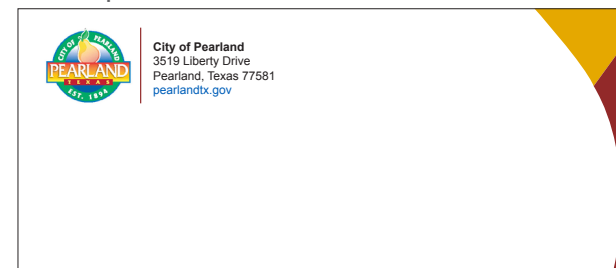 CITY OF PEARLAND
PEARLAND
TEXAS
EST. 1894
City of Pearland
3519 Liberty Drive
Pearland, Texas 77581
pearlandtx.gov